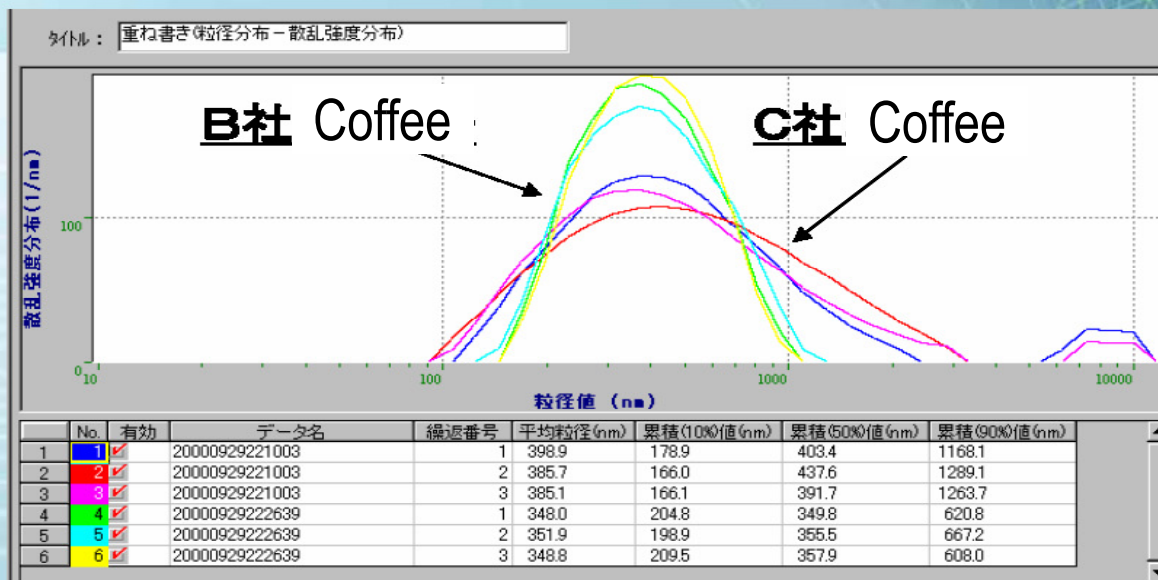 タイトル： 重ね書き(粒径分布－散乱強度分布)
B社 Coffee :
C社 Coffee
散乱強度分布(1/nm)
100
0
10 100 1000 10000
粒径値 (nm)
No. 有効 データ名 繰返番号 平均粒径(nm) 累積(10%)値(nm) 累積(50%)値(nm) 累積(90%)値(nm)
1 1 20000929221003 1 398.9 178.9 403.4 1168.1
2 2 20000929221003 2 385.7 166.0 437.6 1289.1
3 3 20000929221003 3 385.1 166.1 391.7 1263.7
4 4 20000929222639 1 348.0 204.8 349.8 620.8
5 5 20000929222639 2 351.9 198.9 355.5 667.2
6 6 20000929222639 3 348.8 209.5 357.9 608.0